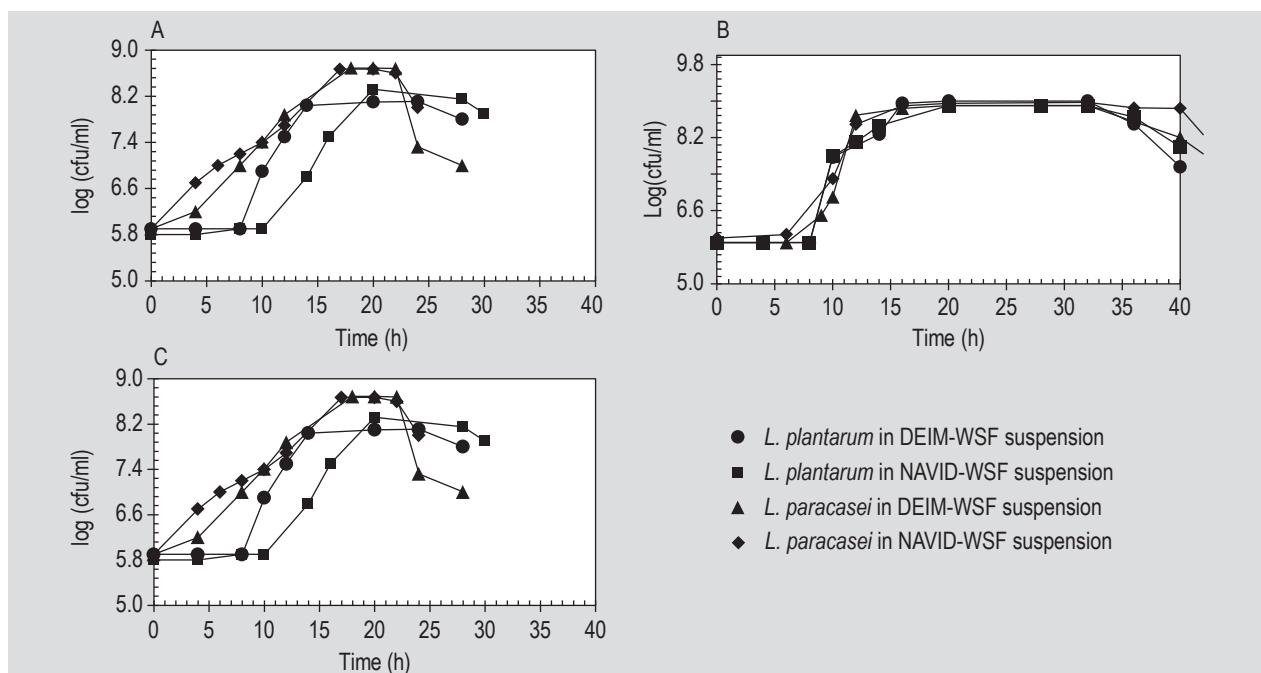 A
log (cfu/ml)
9.0
8.2
7.4
6.6
5.8
5.0
0 5 10 15 20 25 30 35 40
Time (h)
B
Log(cfu/ml)
9.8
8.2
6.6
5.0
0 5 10 15 20 25 30 35 40
Time (h)
C
log (cfu/ml)
9.0
8.2
7.4
6.6
5.8
5.0
0 5 10 15 20 25 30 35 40
Time (h)
L. plantarum in DEIM-WSF suspension
L. plantarum in NAVID-WSF suspension
L. paracasei in DEIM-WSF suspension
L. paracasei in NAVID-WSF suspension